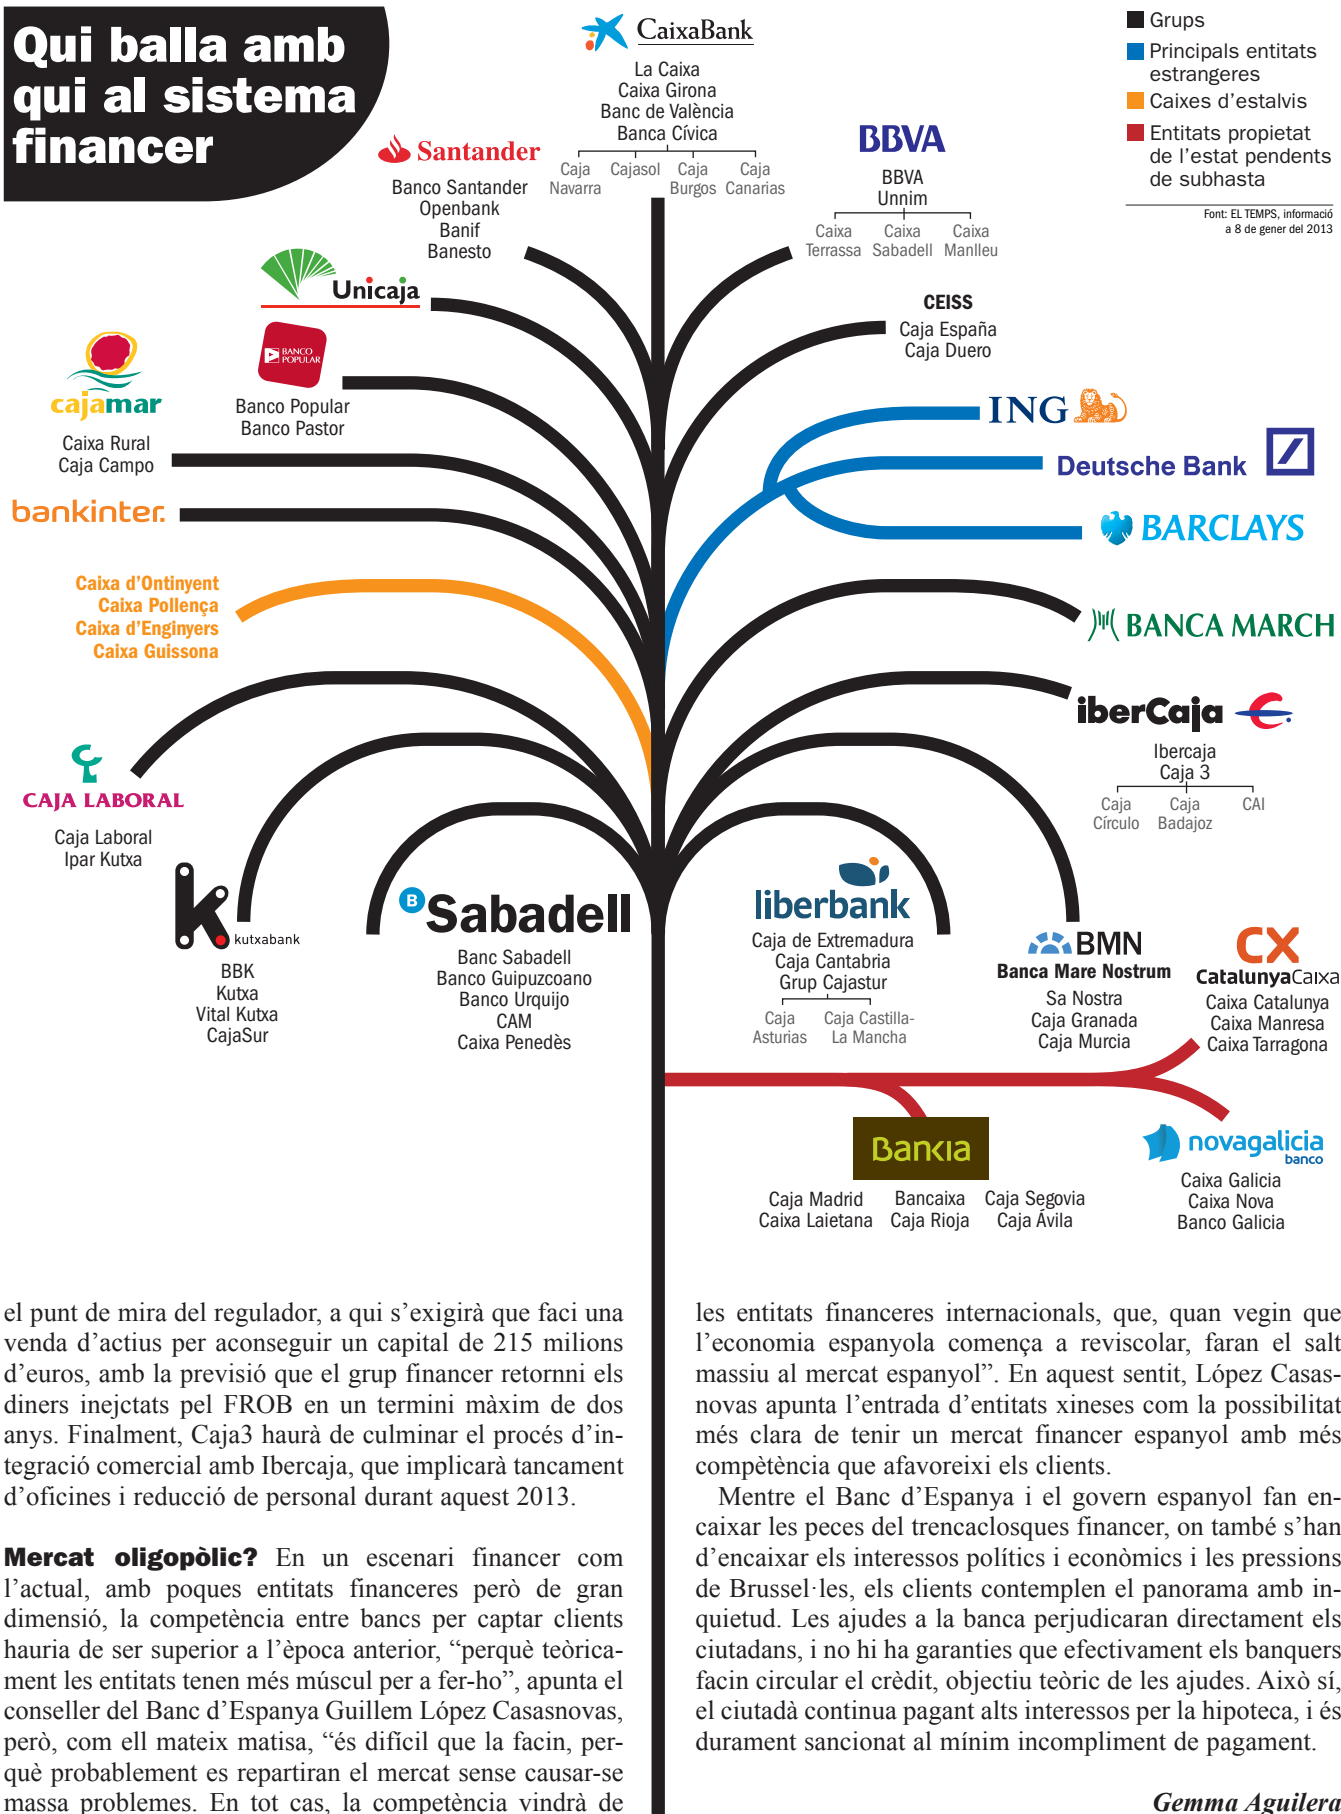 Qui balla amb
qui al sistema
financer
CaixaBank
La Caixa
Caixa Girona
Banc de València
Banca Cívica
Caja
Navarra
Cajasol
Caja
Burgos
Caja
Canarias
Grups
Principals entitats
estrangeres
Caixes d'estalvis
Entitats propietat
de l'estat pendents
de subhasta
Font: EL TEMPS, informació
a 8 de gener del 2013
Santander
Banco Santander
Openbank
Banif
Banesto
BBVA
BBVA
Unnim
Caixa
Terrassa
Caixa
Sabadell
Caixa
Manlleu
Unicaja
CEISS
Caja España
Caja Duero
BANCO
POPULAR
Banco Popular
Banco Pastor
cajamar
Caixa Rural
Caja Campo
ING
Deutsche Bank
bankinter.
BARCLAYS
Caixa d'Ontinyent
Caixa Pollença
Caixa d'Enginyers
Caixa Guissona
BANCA MARCH
iberCaja
Ibercaja
Caja 3
Caja
Círculo
Caja
Badajoz
CAI
CAJA LABORAL
Caja Laboral
Ipar Kutxa
k
kutxabank
BBK
Kutxa
Vital Kutxa
CajaSur
B Sabadell
Banc Sabadell
Banco Guipuzcoano
Banco Urquijo
CAM
Caixa Penedès
liberbank
Caja de Extremadura
Caja Cantabria
Grup Cajastur
Caja
Asturias
Caja Castilla-
La Mancha
BMN
Banca Mare Nostrum
Sa Nostra
Caja Granada
Caja Murcia
CX
CatalunyaCaixa
Caixa Catalunya
Caixa Manresa
Caixa Tarragona
Bankia
Caja Madrid
Caixa Laietana
Bancaixa
Caja Rioja
Caja Segovia
Caja Ávila
novagalicia
banco
Caixa Galicia
Caixa Nova
Banco Galicia
el punt de mira del regulador, a qui s'exigirà que faci una
venda d'actius per aconseguir un capital de 215 milions
d'euros, amb la previsió que el grup financer retornni els
diners inejctats pel FROB en un termini màxim de dos
anys. Finalment, Caja3 haurà de culminar el procés d'in-
tegració comercial amb Ibercaja, que implicarà tancament
d'oficines i reducció de personal durant aquest 2013.
Mercat oligopòlic? En un escenari financer com
l'actual, amb poques entitats financeres però de gran
dimensió, la competència entre bancs per captar clients
hauria de ser superior a l'època anterior, “perquè teòrica-
ment les entitats tenen més múscul per a fer-ho”, apunta el
conseller del Banc d'Espanya Guillem López Casasnovas,
però, com ell mateix matisa, “és difícil que la facin, per-
què probablement es repartiran el mercat sense causar-se
massa problemes. En tot cas, la competència vindrà de
les entitats financeres internacionals, que, quan vegin que
l'economia espanyola comença a reviscolar, faran el salt
massiu al mercat espanyol”. En aquest sentit, López Casas-
novas apunta l'entrada d'entitats xineses com la possibilitat
més clara de tenir un mercat financer espanyol amb més
compètència que afavoreixi els clients.
Mentre el Banc d'Espanya i el govern espanyol fan en-
caixar les peces del trencaclosques financer, on també s'han
d'encaixar els interessos polítics i econòmics i les pressions
de Brussel·les, els clients contemplen el panorama amb in-
quietud. Les ajudes a la banca perjudicaran directament els
ciutadans, i no hi ha garanties que efectivament els banquers
facin circular el crèdit, objectiu teòric de les ajudes. Això sí,
el ciutadà continua pagant alts interessos per la hipoteca, i és
durament sancionat al mínim incompliment de pagament.
Gemma Aguilera